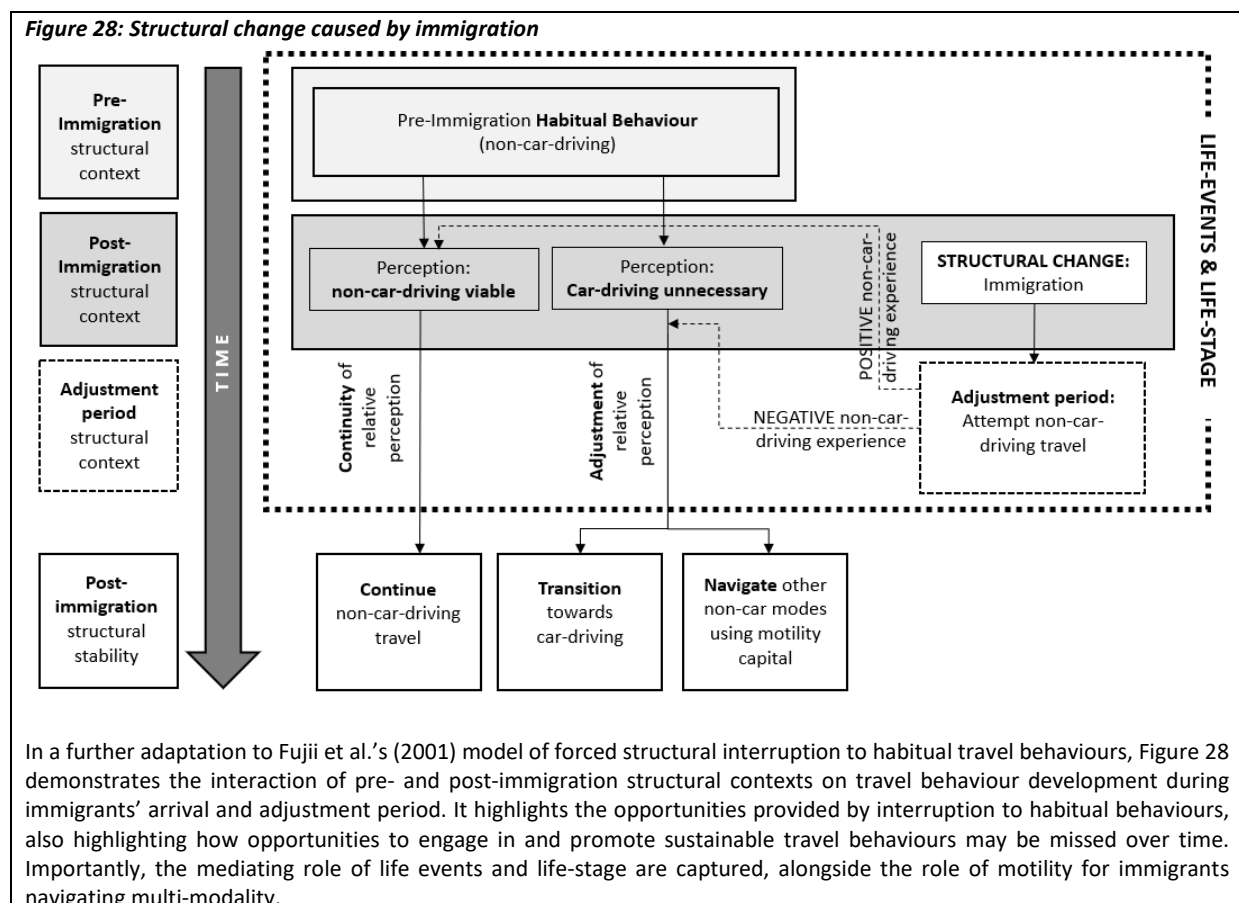 Figure 28: Structural change caused by immigration
Pre-
Immigration
structural
context
Post-
Immigration
structural
context
Adjustment
period
structural
context
Post-
immigration
structural
stability
TIME
Pre-Immigration Habitual Behaviour
(non-car-driving)
Perception:
non-car-driving viable
Perception:
Car-driving unnecessary
POSITIVE non-car-
driving experience
STRUCTURAL CHANGE:
Immigration
LIFE-EVENTS & LIFE-STAGE
Continuity of
relative
perception
Adjustment of
relative
perception
NEGATIVE non-car-
driving experience
Adjustment period:
Attempt non-car-
driving travel
Continue
non-car-driving
travel
Transition
towards
car-driving
Navigate other
non-car modes
using motility
capital
In a further adaptation to Fujii et al.’s (2001) model of forced structural interruption to habitual travel behaviours, Figure 28
demonstrates the interaction of pre- and post-immigration structural contexts on travel behaviour development during
immigrants’ arrival and adjustment period. It highlights the opportunities provided by interruption to habitual behaviours,
also highlighting how opportunities to engage in and promote sustainable travel behaviours may be missed over time.
Importantly, the mediating role of life events and life-stage are captured, alongside the role of motility for immigrants
navigating multi-modality.